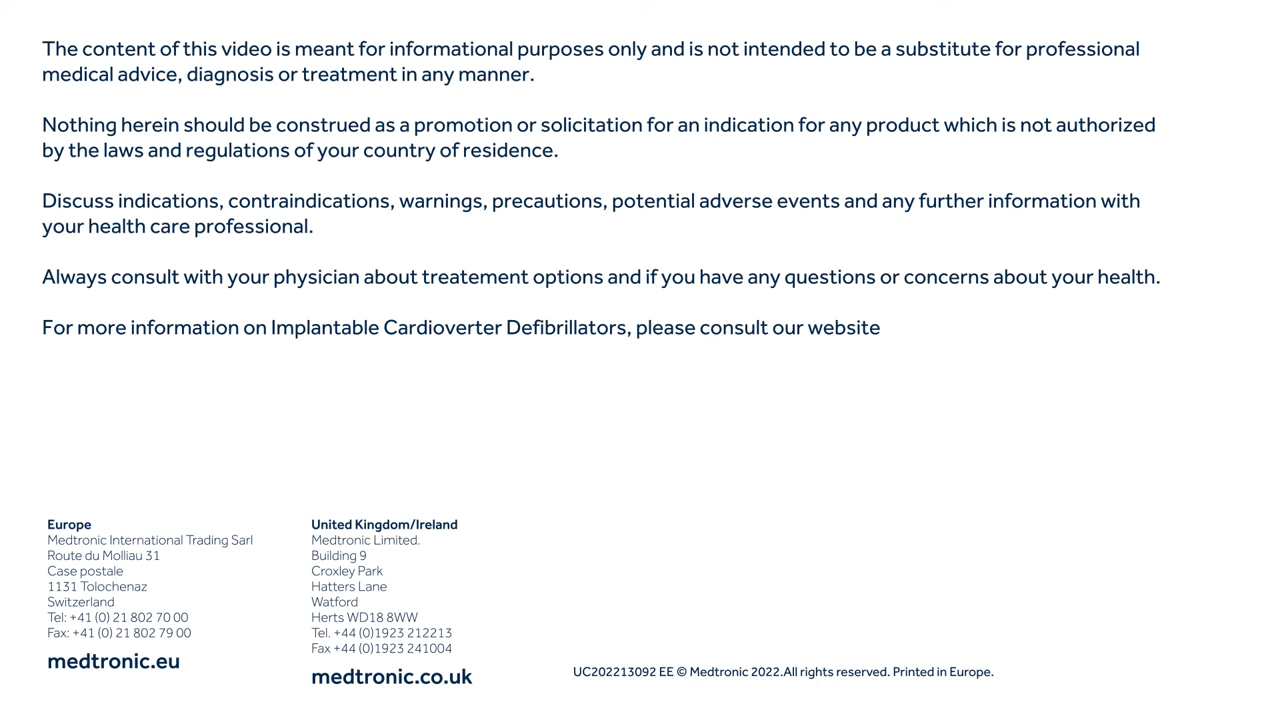 The content of this video is meant for informational purposes only and is not intended to be a substitute for professional
medical advice, diagnosis or treatment in any manner.
Nothing herein should be construed as a promotion or solicitation for an indication for any product which is not authorized
by the laws and regulations of your country of residence.
Discuss indications, contraindications, warnings, precautions, potential adverse events and any further information with
your health care professional.
Always consult with your physician about treatement options and if you have any questions or concerns about your health.
For more information on Implantable Cardioverter Defibrillators, please consult our website
Europe
Medtronic International Trading Sarl
Route du Molliau 31
Case postale
1131 Tolochenaz
Switzerland
Tel: +41 (0) 21 802 70 00
Fax: +41 (0) 21 802 79 00
medtronic.eu
United Kingdom/Ireland
Medtronic Limited.
Building 9
Croxley Park
Hatters Lane
Watford
Herts WD18 8WW
Tel. +44 (0)1923 212213
Fax +44 (0)1923 241004
medtronic.co.uk
UC202213092 EE © Medtronic 2022.All rights reserved. Printed in Europe.